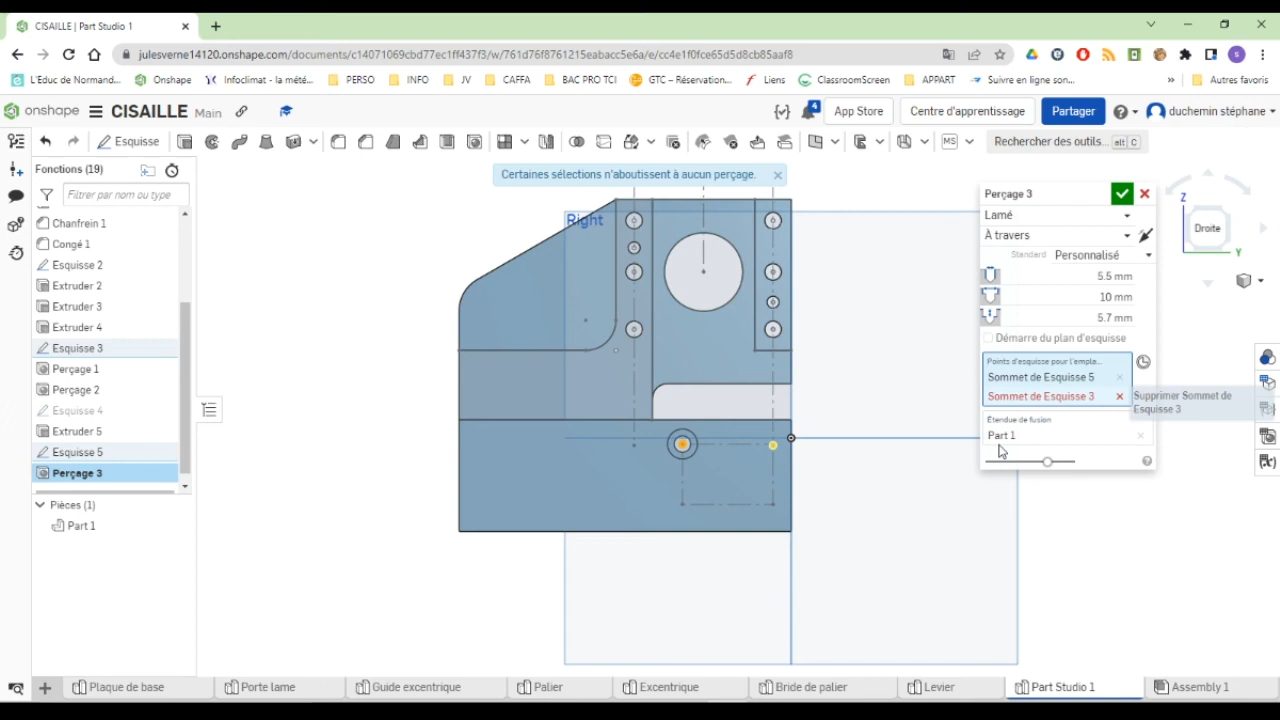 CISAILLE | Part Studio 1
julesverne14120.onshape.com/documents/c14071069cbd77ec1ff437f3/w/761d76f8761215eabacc5e6a/e/cc4e1f0fce65d5d8cb85aaf8
L'Educ de Normand... Onshape Infoclimat - la mété... PERSO INFO JV CAFFA BAC PRO TCI GTC – Réservation... Liens ClassroomScreen APPART Suivre en ligne son... » Autres favoris
onshape CISAILLE Main 4 App Store Centre d'apprentissage Partager duchemin stéphane
Esquisse MS Rechercher des outils... alt C
Fonctions (19)
Filtrer par nom ou type
Chanfrein 1
Congé 1
Esquisse 2
Extruder 2
Extruder 3
Extruder 4
Esquisse 3
Perçage 1
Perçage 2
Esquisse 4
Extruder 5
Esquisse 5
Perçage 3
Pièces (1)
Part 1
Certaines sélections n'aboutissent à aucun perçage.
Right
Perçage 3
Lamé
À travers
Standard Personnalisé
5.5 mm
10 mm
5.7 mm
Démarre du plan d'esquisse
Points d'esquisse pour l'empla...
Sommet de Esquisse 5
Sommet de Esquisse 3
Supprimer Sommet de
Esquisse 3
Étendue de fusion
Part 1
Z
Droite
Y
Plaque de base Porte lame Guide excentrique Palier Excentrique Bride de palier Levier Part Studio 1 Assembly 1